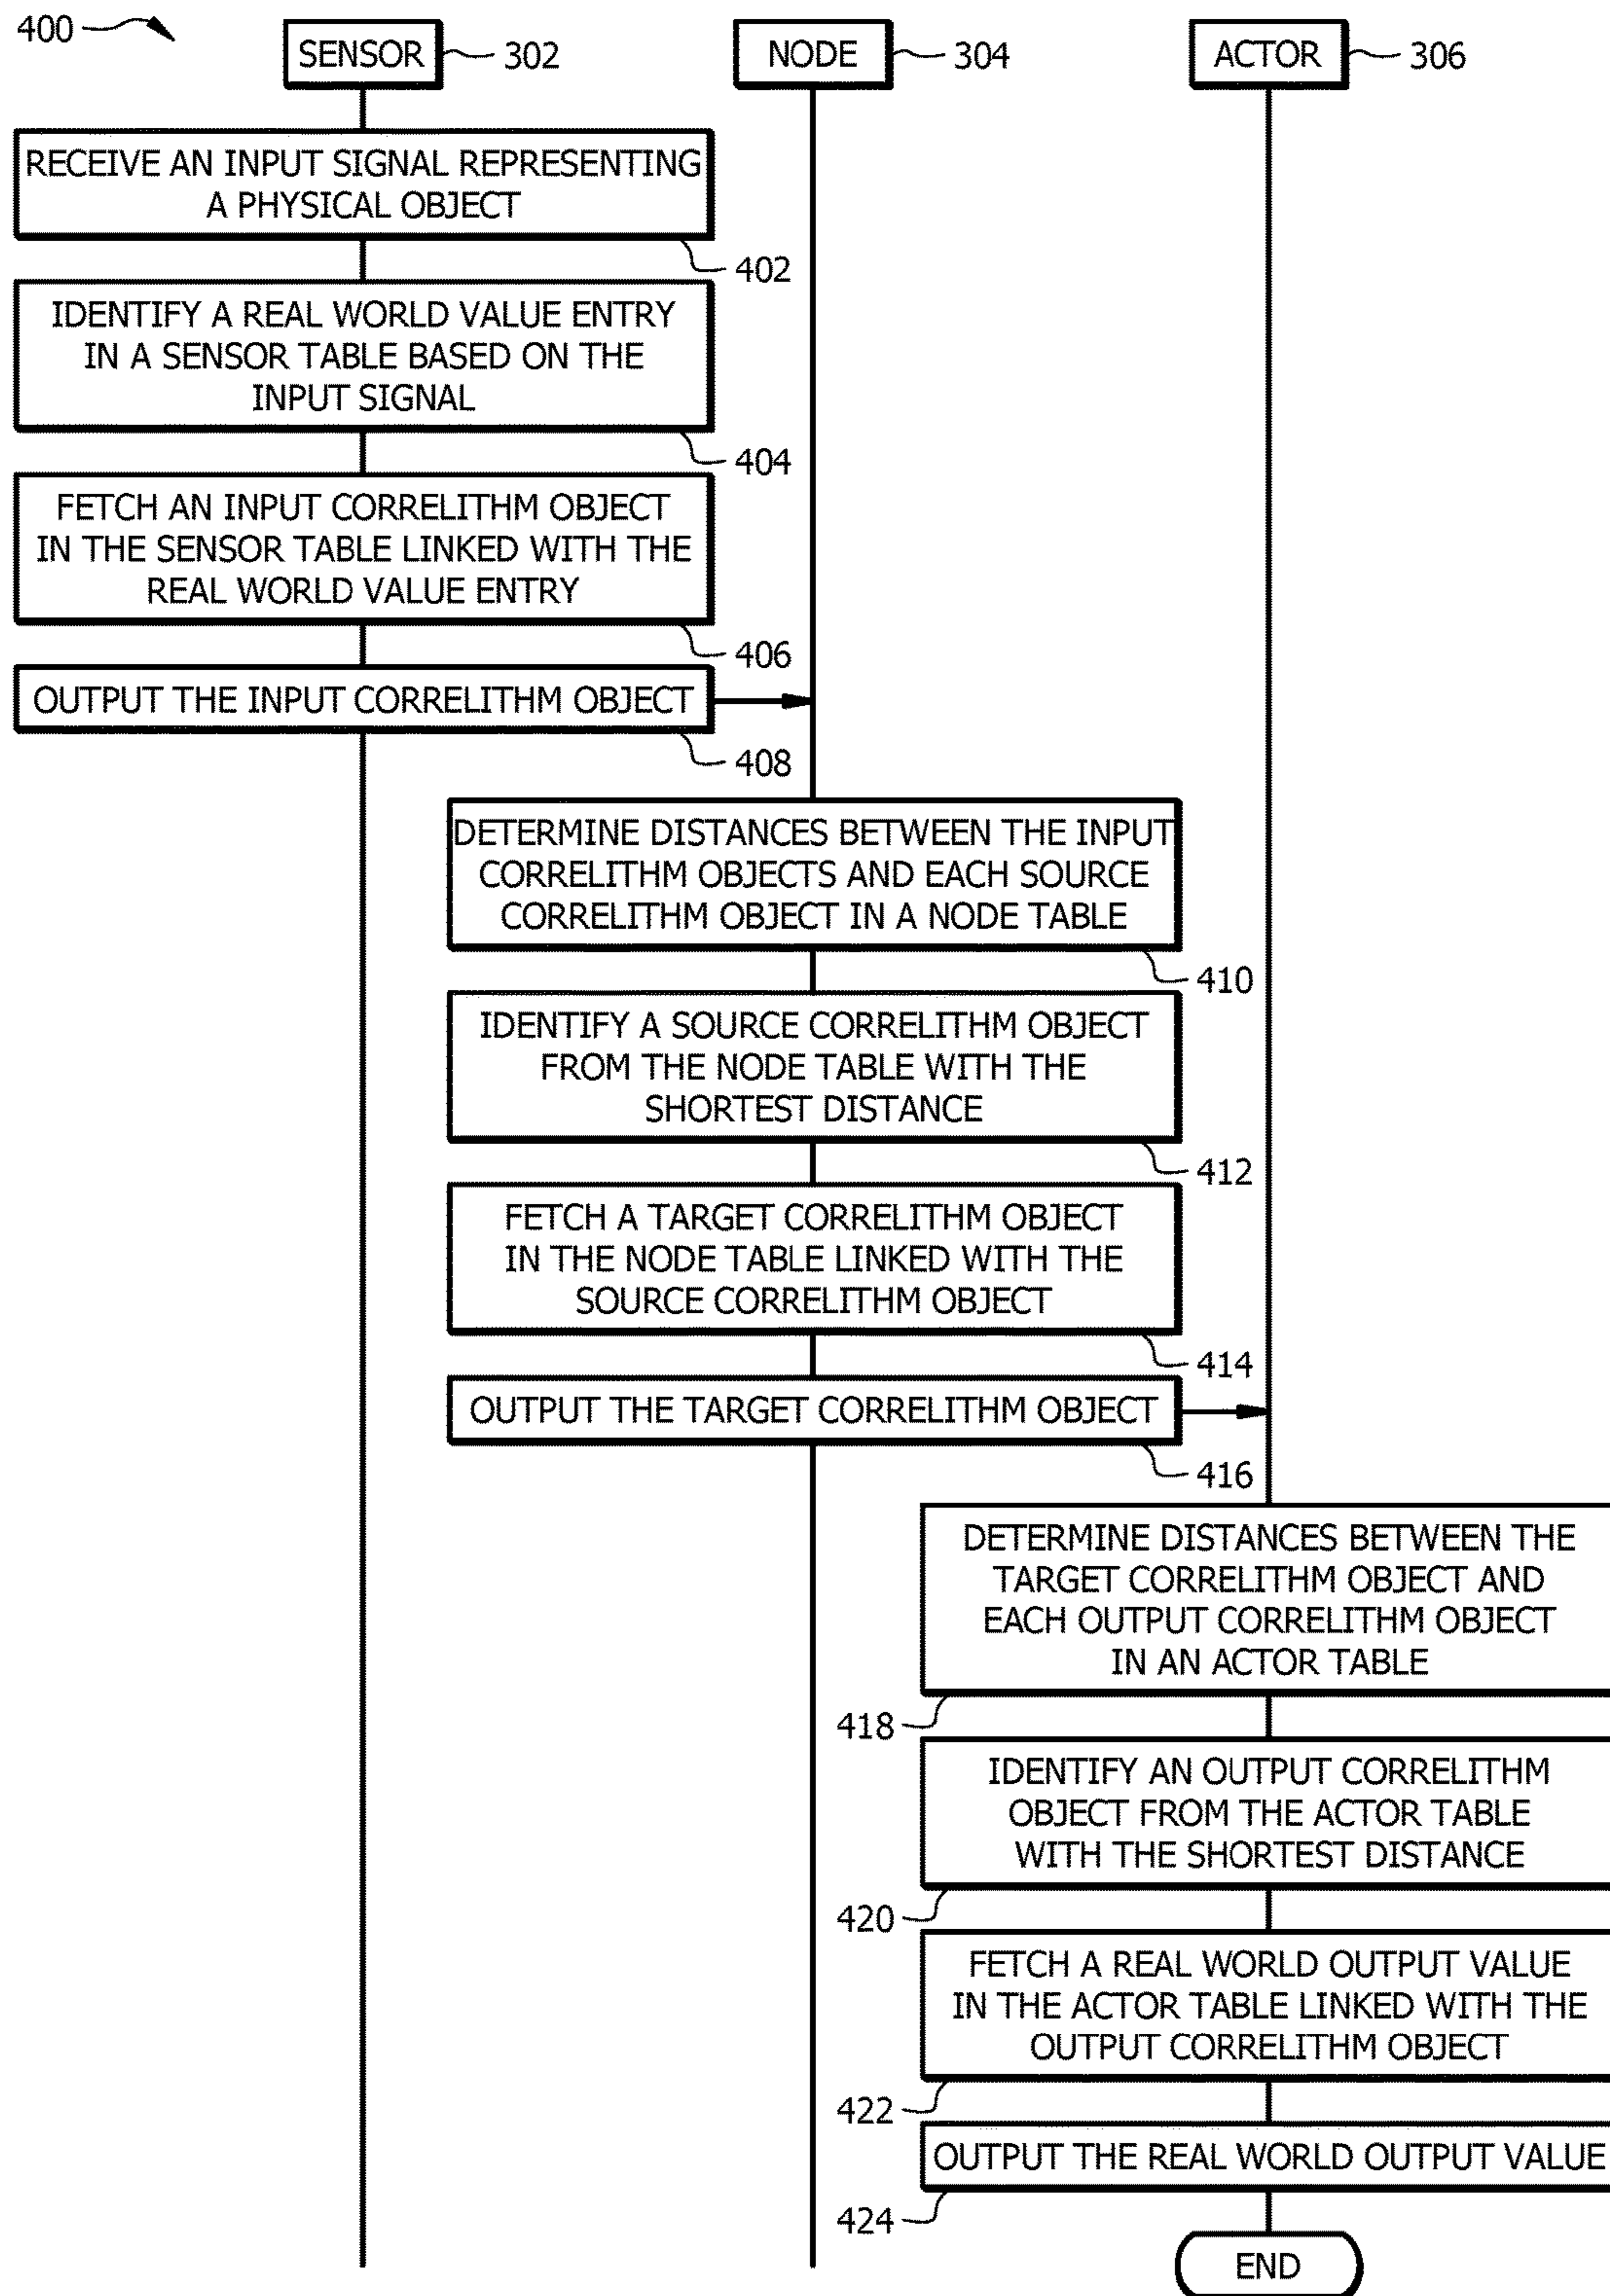 400
SENSOR
302
NODE
304
ACTOR
306
RECEIVE AN INPUT SIGNAL REPRESENTING
A PHYSICAL OBJECT
402
IDENTIFY A REAL WORLD VALUE ENTRY
IN A SENSOR TABLE BASED ON THE
INPUT SIGNAL
404
FETCH AN INPUT CORRELITHM OBJECT
IN THE SENSOR TABLE LINKED WITH THE
REAL WORLD VALUE ENTRY
406
OUTPUT THE INPUT CORRELITHM OBJECT
408
DETERMINE DISTANCES BETWEEN THE INPUT
CORRELITHM OBJECTS AND EACH SOURCE
CORRELITHM OBJECT IN A NODE TABLE
410
IDENTIFY A SOURCE CORRELITHM OBJECT
FROM THE NODE TABLE WITH THE
SHORTEST DISTANCE
412
FETCH A TARGET CORRELITHM OBJECT
IN THE NODE TABLE LINKED WITH THE
SOURCE CORRELITHM OBJECT
414
OUTPUT THE TARGET CORRELITHM OBJECT
416
DETERMINE DISTANCES BETWEEN THE
TARGET CORRELITHM OBJECT AND
EACH OUTPUT CORRELITHM OBJECT
IN AN ACTOR TABLE
418
IDENTIFY AN OUTPUT CORRELITHM
OBJECT FROM THE ACTOR TABLE
WITH THE SHORTEST DISTANCE
420
FETCH A REAL WORLD OUTPUT VALUE
IN THE ACTOR TABLE LINKED WITH THE
OUTPUT CORRELITHM OBJECT
422
OUTPUT THE REAL WORLD OUTPUT VALUE
424
END